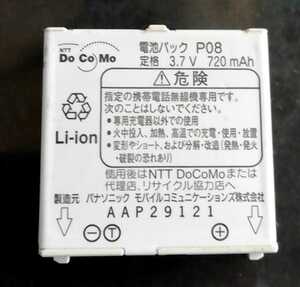 NTT
DoCoMo
電池パック P08
定格 3.7 V 720 mAh
⚠危険
Li-ion
指定の携帯電話無線機専用です。
次のことはしないでください。
• 専用充電器以外での使用
• 火中投入、加熱、高温での充電・使用・放置
• 変形やショート、および分解・改造(発熱・発火
・破裂の恐れあり)
使用後はNTT DoCoMoまたは
代理店、リサイクル協力店へ
製造元 パナソニック モバイルコミュニケーションズ株式会社
AAP29121